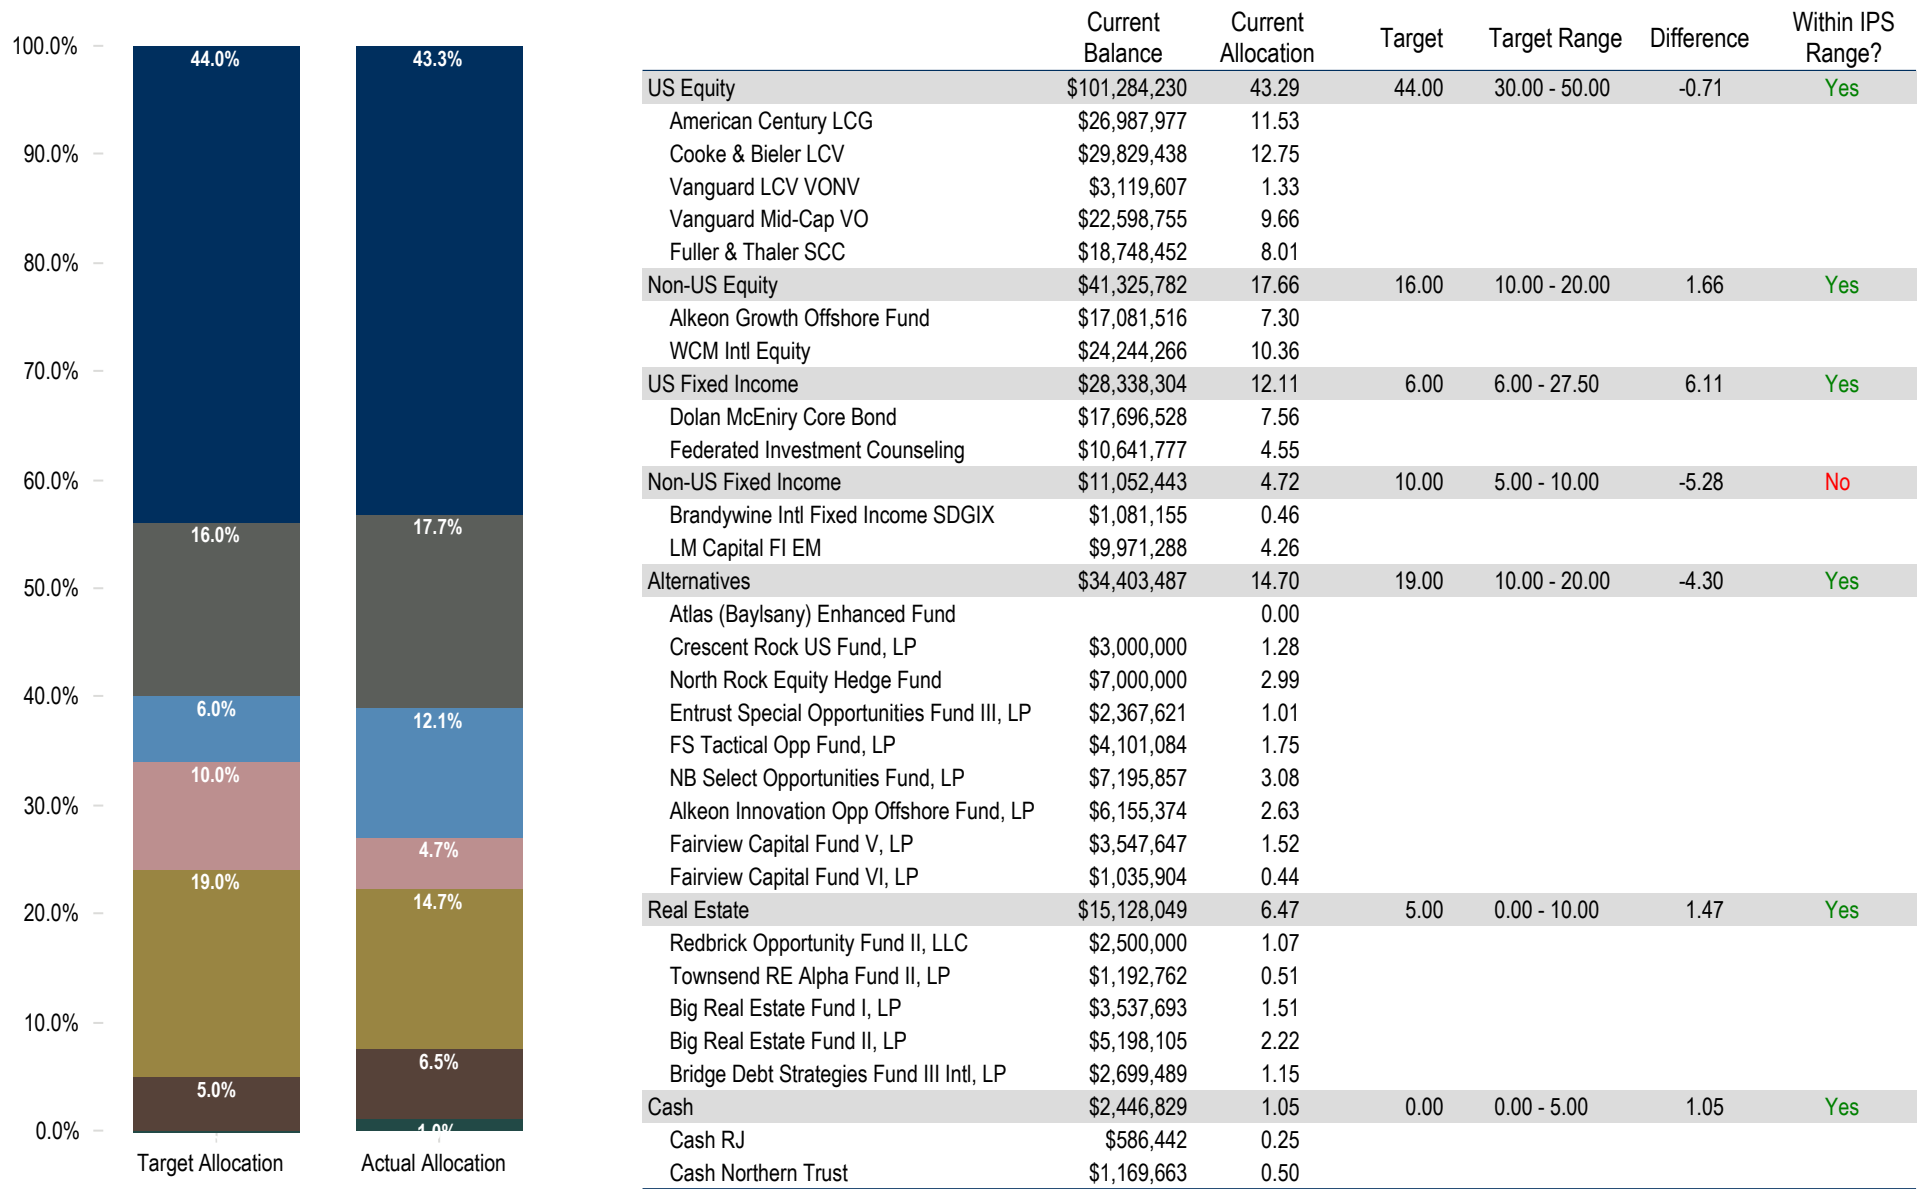 100.0%
90.0%
80.0%
70.0%
60.0%
50.0%
40.0%
30.0%
20.0%
10.0%
0.0%
44.0%
16.0%
6.0%
10.0%
19.0%
5.0%
Target Allocation
43.3%
17.7%
12.1%
4.7%
14.7%
6.5%
1.0%
Actual Allocation
Current Balance Current Allocation Target Target Range Difference Within IPS Range?
US Equity $101,284,230 43.29 44.00 30.00 - 50.00 -0.71 Yes
American Century LCG $26,987,977 11.53
Cooke & Bieler LCV $29,829,438 12.75
Vanguard LCV VONV $3,119,607 1.33
Vanguard Mid-Cap VO $22,598,755 9.66
Fuller & Thaler SCC $18,748,452 8.01
Non-US Equity $41,325,782 17.66 16.00 10.00 - 20.00 1.66 Yes
Alkeon Growth Offshore Fund $17,081,516 7.30
WCM Intl Equity $24,244,266 10.36
US Fixed Income $28,338,304 12.11 6.00 6.00 - 27.50 6.11 Yes
Dolan McEniry Core Bond $17,696,528 7.56
Federated Investment Counseling $10,641,777 4.55
Non-US Fixed Income $11,052,443 4.72 10.00 5.00 - 10.00 -5.28 No
Brandywine Intl Fixed Income SDGIX $1,081,155 0.46
LM Capital FI EM $9,971,288 4.26
Alternatives $34,403,487 14.70 19.00 10.00 - 20.00 -4.30 Yes
Atlas (Baylsany) Enhanced Fund 0.00
Crescent Rock US Fund, LP $3,000,000 1.28
North Rock Equity Hedge Fund $7,000,000 2.99
Entrust Special Opportunities Fund III, LP $2,367,621 1.01
FS Tactical Opp Fund, LP $4,101,084 1.75
NB Select Opportunities Fund, LP $7,195,857 3.08
Alkeon Innovation Opp Offshore Fund, LP $6,155,374 2.63
Fairview Capital Fund V, LP $3,547,647 1.52
Fairview Capital Fund VI, LP $1,035,904 0.44
Real Estate $15,128,049 6.47 5.00 0.00 - 10.00 1.47 Yes
Redbrick Opportunity Fund II, LLC $2,500,000 1.07
Townsend RE Alpha Fund II, LP $1,192,762 0.51
Big Real Estate Fund I, LP $3,537,693 1.51
Big Real Estate Fund II, LP $5,198,105 2.22
Bridge Debt Strategies Fund III Intl, LP $2,699,489 1.15
Cash $2,446,829 1.05 0.00 0.00 - 5.00 1.05 Yes
Cash RJ $586,442 0.25
Cash Northern Trust $1,169,663 0.50